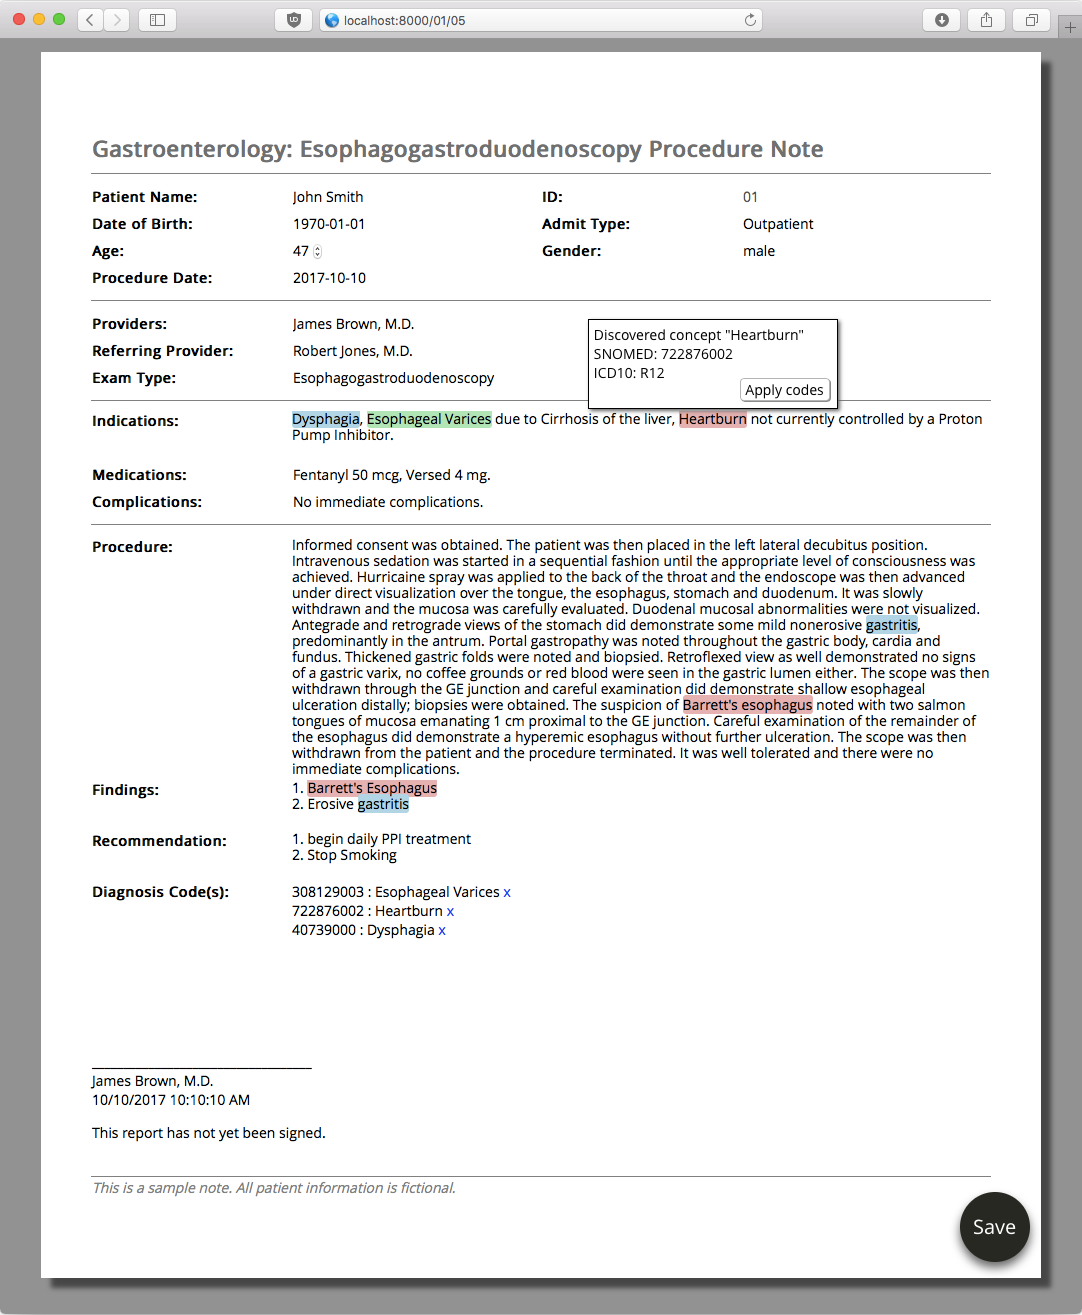 localhost:8000/01/05
Gastroenterology: Esophagogastroduodenoscopy Procedure Note
Patient Name: John Smith ID: 01
Date of Birth: 1970-01-01 Admit Type: Outpatient
Age: 47 Gender: male
Procedure Date: 2017-10-10
Providers: James Brown, M.D.
Referring Provider: Robert Jones, M.D.
Exam Type: Esophagogastroduodenoscopy
Discovered concept "Heartburn"
SNOMED: 722876002
ICD10: R12
Apply codes
Indications: Dysphagia, Esophageal Varices due to Cirrhosis of the liver, Heartburn not currently controlled by a Proton
Pump Inhibitor.
Medications: Fentanyl 50 mcg, Versed 4 mg.
Complications: No immediate complications.
Procedure: Informed consent was obtained. The patient was then placed in the left lateral decubitus position.
Intravenous sedation was started in a sequential fashion until the appropriate level of consciousness was
achieved. Hurricaine spray was applied to the back of the throat and the endoscope was then advanced
under direct visualization over the tongue, the esophagus, stomach and duodenum. It was slowly
withdrawn and the mucosa was carefully evaluated. Duodenal mucosal abnormalities were not visualized.
Antegrade and retrograde views of the stomach did demonstrate some mild nonerosive gastritis,
predominantly in the antrum. Portal gastropathy was noted throughout the gastric body, cardia and
fundus. Thickened gastric folds were noted and biopsied. Retroflexed view as well demonstrated no signs
of a gastric varix, no coffee grounds or red blood were seen in the gastric lumen either. The scope was then
withdrawn through the GE junction and careful examination did demonstrate shallow esophageal
ulceration distally; biopsies were obtained. The suspicion of Barrett's esophagus noted with two salmon
tongues of mucosa emanating 1 cm proximal to the GE junction. Careful examination of the remainder of
the esophagus did demonstrate a hyperemic esophagus without further ulceration. The scope was then
withdrawn from the patient and the procedure terminated. It was well tolerated and there were no
immediate complications.
Findings: 1. Barrett's Esophagus
2. Erosive gastritis
Recommendation: 1. begin daily PPI treatment
2. Stop Smoking
Diagnosis Code(s): 308129003 : Esophageal Varices x
722876002 : Heartburn x
40739000 : Dysphagia x
James Brown, M.D.
10/10/2017 10:10:10 AM
This report has not yet been signed.
This is a sample note. All patient information is fictional.
Save